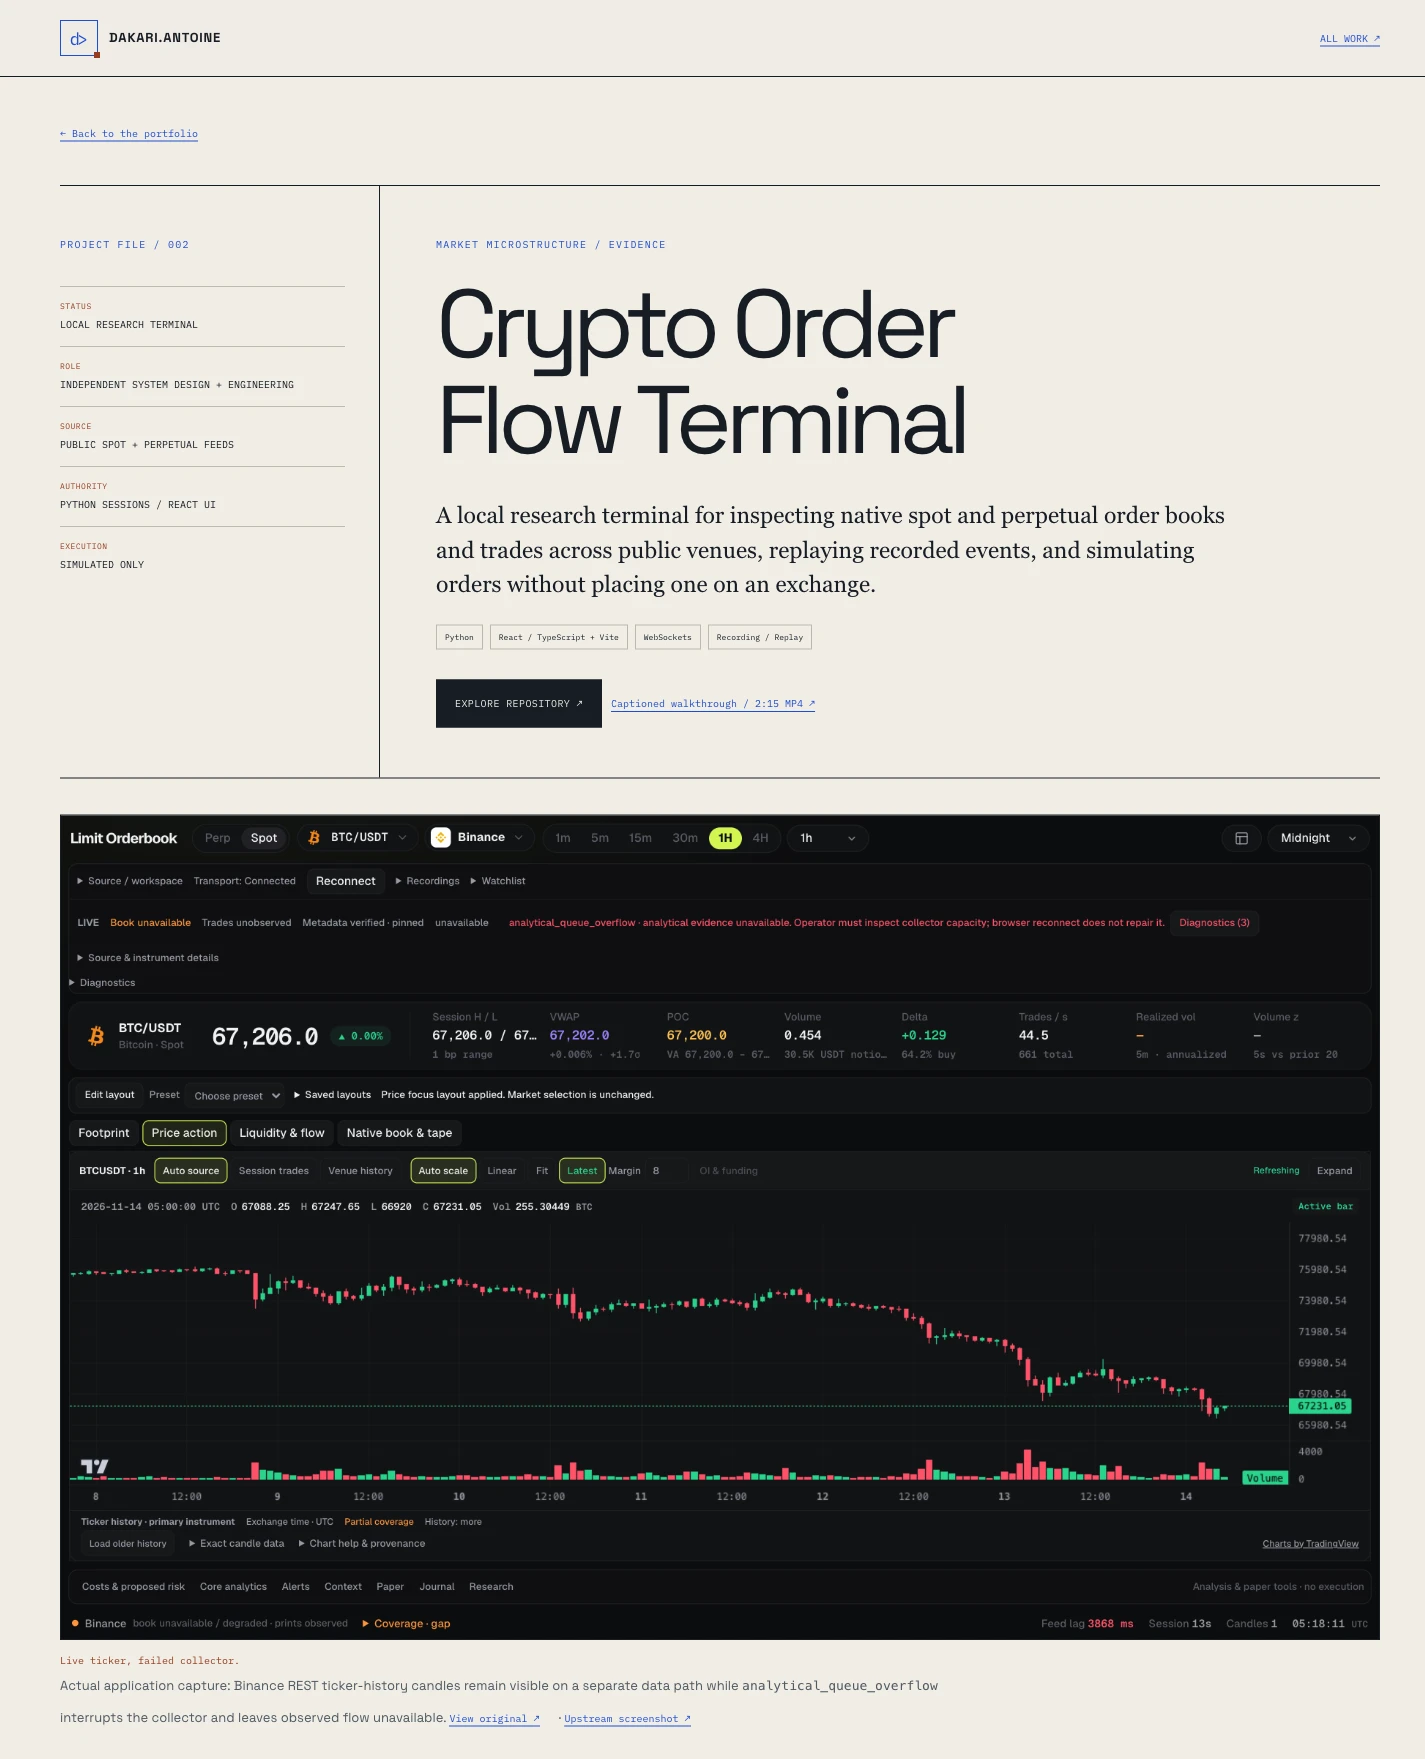 DAKARI.ANTOINE
ALL WORK ↗
← Back to the portfolio
PROJECT FILE / 002
STATUS
LOCAL RESEARCH TERMINAL
ROLE
INDEPENDENT SYSTEM DESIGN + ENGINEERING
SOURCE
PUBLIC SPOT + PERPETUAL FEEDS
AUTHORITY
PYTHON SESSIONS / REACT UI
EXECUTION
SIMULATED ONLY
MARKET MICROSTRUCTURE / EVIDENCE
Crypto Order
Flow Terminal
A local research terminal for inspecting native spot and perpetual order books
and trades across public venues, replaying recorded events, and simulating
orders without placing one on an exchange.
Python React / TypeScript + Vite WebSockets Recording / Replay
EXPLORE REPOSITORY ↗ Captioned walkthrough / 2:15 MP4 ↗
Limit Orderbook Perp Spot BTC/USDT Binance 1m 5m 15m 30m 1H 4H 1h Midnight
▶ Source / workspace Transport: Connected Reconnect ▶ Recordings ▶ Watchlist
LIVE Book unavailable Trades unobserved Metadata verified · pinned unavailable analytical_queue_overflow · analytical evidence unavailable. Operator must inspect collector capacity; browser reconnect does not repair it. Diagnostics (3)
▶ Source & instrument details
▶ Diagnostics
BTC/USDT
Bitcoin · Spot
67,206.0 ▲ 0.00%
Session H / L VWAP POC Volume Delta Trades / s Realized vol Volume z
67,206.0 / 67… 67,202.0 67,200.0 0.454 +0.129 44.5 – –
1 bp range +0.006% · +1.7σ VA 67,200.0 – 67… 30.5K USDT notio… 64.2% buy 661 total 5m · annualized 5s vs prior 20
Edit layout Preset Choose preset ▶ Saved layouts Price focus layout applied. Market selection is unchanged.
Footprint Price action Liquidity & flow Native book & tape
BTCUSDT · 1h Auto source Session trades Venue history Auto scale Linear Fit Latest Margin 8 OI & funding Refreshing Expand
2026-11-14 05:00:00 UTC O 67088.25 H 67247.65 L 66920 C 67231.05 Vol 255.30449 BTC Active bar
77980.54
75980.54
73980.54
71980.54
69980.54
67980.54
67231.05
65980.54
4000
Volume 0
8 12:00 9 12:00 10 12:00 11 12:00 12 12:00 13 12:00 14
Ticker history · primary instrument Exchange time · UTC Partial coverage History: more
Load older history ▶ Exact candle data ▶ Chart help & provenance Charts by TradingView
Costs & proposed risk Core analytics Alerts Context Paper Journal Research Analysis & paper tools · no execution
Binance book unavailable / degraded · prints observed ▶ Coverage · gap Feed lag 3868 ms Session 13s Candles 1 05:18:11 UTC
Live ticker, failed collector.
Actual application capture: Binance REST ticker-history candles remain visible on a separate data path while analytical_queue_overflow
interrupts the collector and leaves observed flow unavailable. View original ↗ · Upstream screenshot ↗